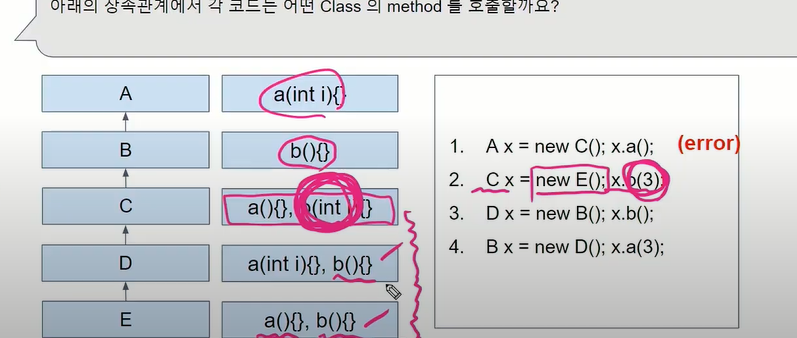 아래의 상속관계에서 각 코드는 어떤 Class 의 method 를 호출할까요?
A
a(int i){}
B
b(){}
C
a(){}, b(int i){}
D
a(int i){}, b(){}
E
a(){}, b(){}
1. A x = new C(); x.a(); (error)
2. C x = new E(); x.b(3);
3. D x = new B(); x.b();
4. B x = new D(); x.a(3);